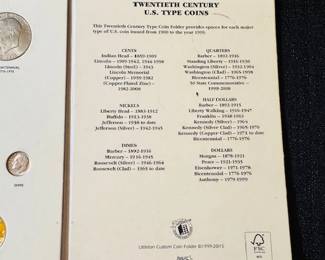 TWENTIETH CENTURY
U.S. TYPE COINS
This Twentieth Century Type Coin Folder provides spaces for each major
type of U.S. coin issued from 1900 to the year 1999.
CENTS
Indian Head - 1859-1909
Lincoln - 1909-1942, 1944-1958
Lincoln (Steel) - 1943
Lincoln Memorial
(Copper) - 1959-1982
(Copper-Plated Zinc) -
1982-2008
NICKELS
Liberty Head - 1883-1912
Buffalo - 1913-1938
Jefferson - 1938 to date
Jefferson (Silver) - 1942-1945
DIMES
Barber - 1892-1916
Mercury - 1916-1945
Roosevelt (Silver) - 1946-1964
Roosevelt (Clad) - 1965 to date
QUARTERS
Barber - 1892-1916
Standing Liberty - 1916-1930
Washington (Silver) - 1932-1964
Washington (Clad) - 1965-1998
Bicentennial - 1776-1976
50 State Commemorative -
1999-2008
HALF DOLLARS
Barber - 1892-1915
Liberty Walking - 1916-1947
Franklin - 1948-1963
Kennedy (Silver) - 1964
Kennedy (Silver Clad) - 1965-1970
Kennedy (Copper-Clad) - 1971 to date
Bicentennial - 1776-1976
DOLLARS
Morgan - 1878-1921
Peace - 1921-1935
Eisenhower - 1971-1978
Bicentennial - 1776-1976
Anthony - 1979-1999
Littleton Custom Coin Folder ©1999-2015
FSC
DIME